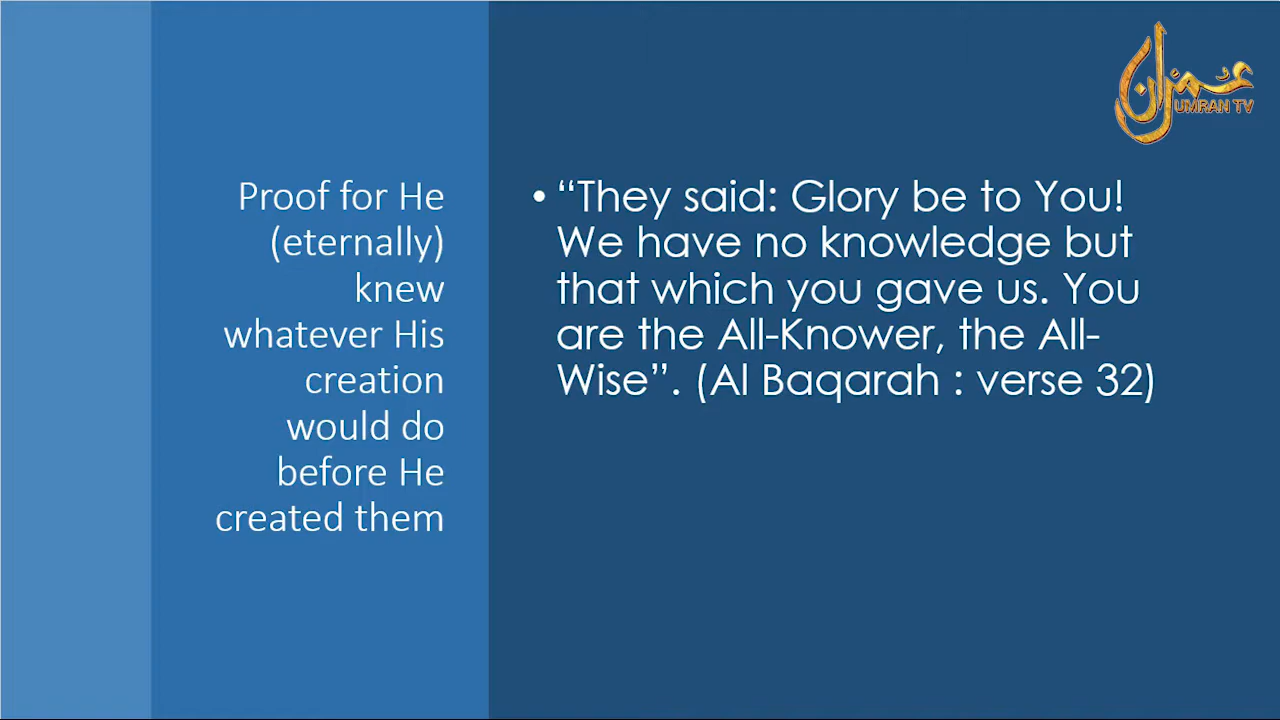 عمران
UMRAN TV
Proof for He
(eternally)
knew
whatever His
creation
would do
before He
created them
• “They said: Glory be to You!
We have no knowledge but
that which you gave us. You
are the All-Knower, the All-
Wise”. (Al Baqarah : verse 32)